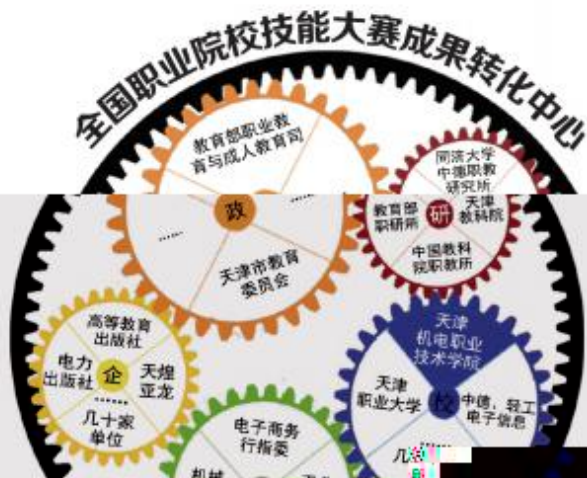 全国职业院校技能大赛成果转化中心
教育部职业教
育与成人教育司
政
……
……
天津市教育
委员会
同济大学
中德职教
研究所
教育部
职研所
研
天津
教科院
中国教科
院职教所
高等教育
出版社
电力
出版社
企
天煌
亚龙
……
几十家
单位
天津
机电职业
技术学院
天津
职业大学
校
中德、轻工
电子信息
……
电子商务
行指委
机械